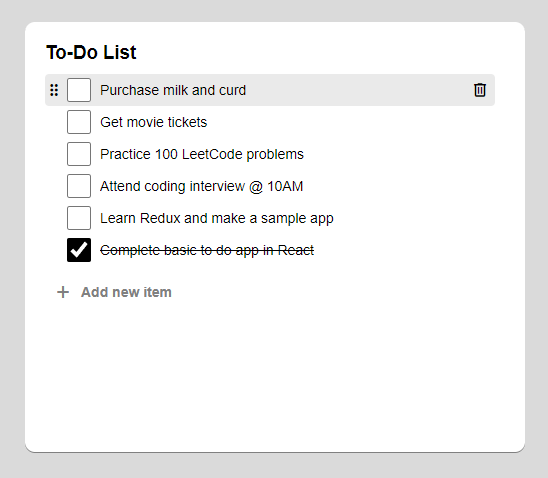 To-Do List
Purchase milk and curd
Get movie tickets
Practice 100 LeetCode problems
Attend coding interview @ 10AM
Learn Redux and make a sample app
Complete basic to do app in React
Add new item